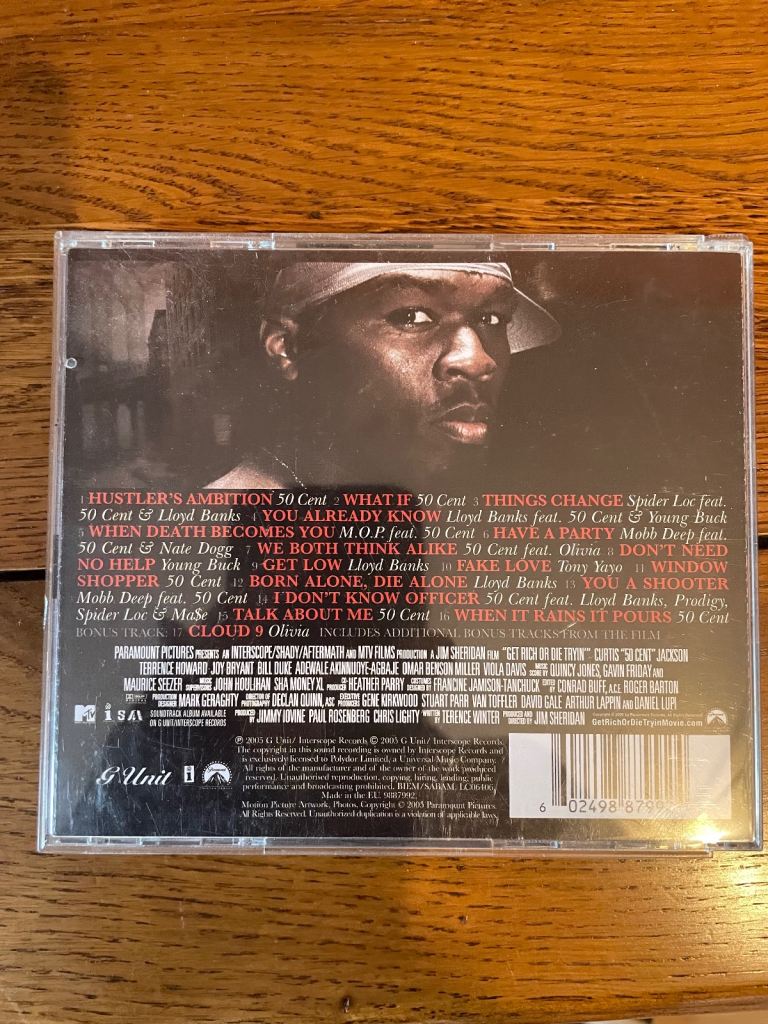 1 HUSTLER'S AMBITION 50 Cent 2 WHAT IF 50 Cent 3 THINGS CHANGE Spider Loc feat.
50 Cent & Lloyd Banks 4 YOU ALREADY KNOW Lloyd Banks feat. 50 Cent & Young Buck
5 WHEN DEATH BECOMES YOU M.O.P. feat. 50 Cent 6 HAVE A PARTY Mobb Deep feat.
50 Cent & Nate Dogg 7 WE BOTH THINK ALIKE 50 Cent feat. Olivia 8 DON'T NEED
NO HELP Young Buck 9 GET LOW Lloyd Banks 10 FAKE LOVE Tony Yayo 11 WINDOW
SHOPPER 50 Cent 12 BORN ALONE, DIE ALONE Lloyd Banks 13 YOU A SHOOTER
Mobb Deep feat. 50 Cent 14 I DON'T KNOW OFFICER 50 Cent feat. Lloyd Banks, Prodigy,
Spider Loc & Ma$e 15 TALK ABOUT ME 50 Cent 16 WHEN IT RAINS IT POURS 50 Cent
BONUS TRACK: 17 CLOUD 9 Olivia INCLUDES ADDITIONAL BONUS TRACKS FROM THE FILM
PARAMOUNT PICTURES PRESENTS AN INTERSCOPE/SHADY/AFTERMATH AND MTV FILMS PRODUCTION A JIM SHERIDAN FILM "GET RICH OR DIE TRYIN'" CURTIS "50 CENT" JACKSON
TERRENCE HOWARD JOY BRYANT BILL DUKE ADEWALE AKINNUOYE-AGBAJE OMAR BENSON MILLER VIOLA DAVIS MUSIC SCORE BY QUINCY JONES, GAVIN FRIDAY AND
MAURICE SEEZER MUSIC SUPERVISORS JOHN HOULIHAN SHA MONEY XL CO-PRODUCER HEATHER PARRY COSTUMES DESIGNED BY FRANCINE JAMISON-TANCHUCK EDITED BY CONRAD BUFF, A.C.E. ROGER BARTON
PRODUCTION DESIGNER MARK GERAGHTY DIRECTOR OF PHOTOGRAPHY DECLAN QUINN, ASC EXECUTIVE PRODUCERS GENE KIRKWOOD STUART PARR VAN TOFFLER DAVID GALE ARTHUR LAPPIN AND DANIEL LUPI
MTV i SOUNDTRACK ALBUM AVAILABLE ON G UNIT/INTERSCOPE RECORDS PRODUCED BY JIMMY IOVINE PAUL ROSENBERG CHRIS LIGHTY WRITTEN BY TERENCE WINTER PRODUCED AND DIRECTED BY JIM SHERIDAN
GetRichOrDieTryinMovie.com
G Unit i Paramount
℗ 2005 G Unit/ Interscope Records © 2005 G Unit/ Interscope Records.
The copyright in this sound recording is owned by Interscope Records and
is exclusively licensed to Polydor Limited, a Universal Music Company.
All rights of the manufacturer and of the owner of the work produced
reserved. Unauthorised reproduction, copying, hiring, lending, public
performance and broadcasting prohibited. BIEM/SABAM. LC06406.
Made in the E.U. 9887992.
Motion Picture Artwork, Photos, Copyright © 2005 Paramount Pictures.
All Rights Reserved. Unauthorized duplication is a violation of applicable laws.
6 02498 8799